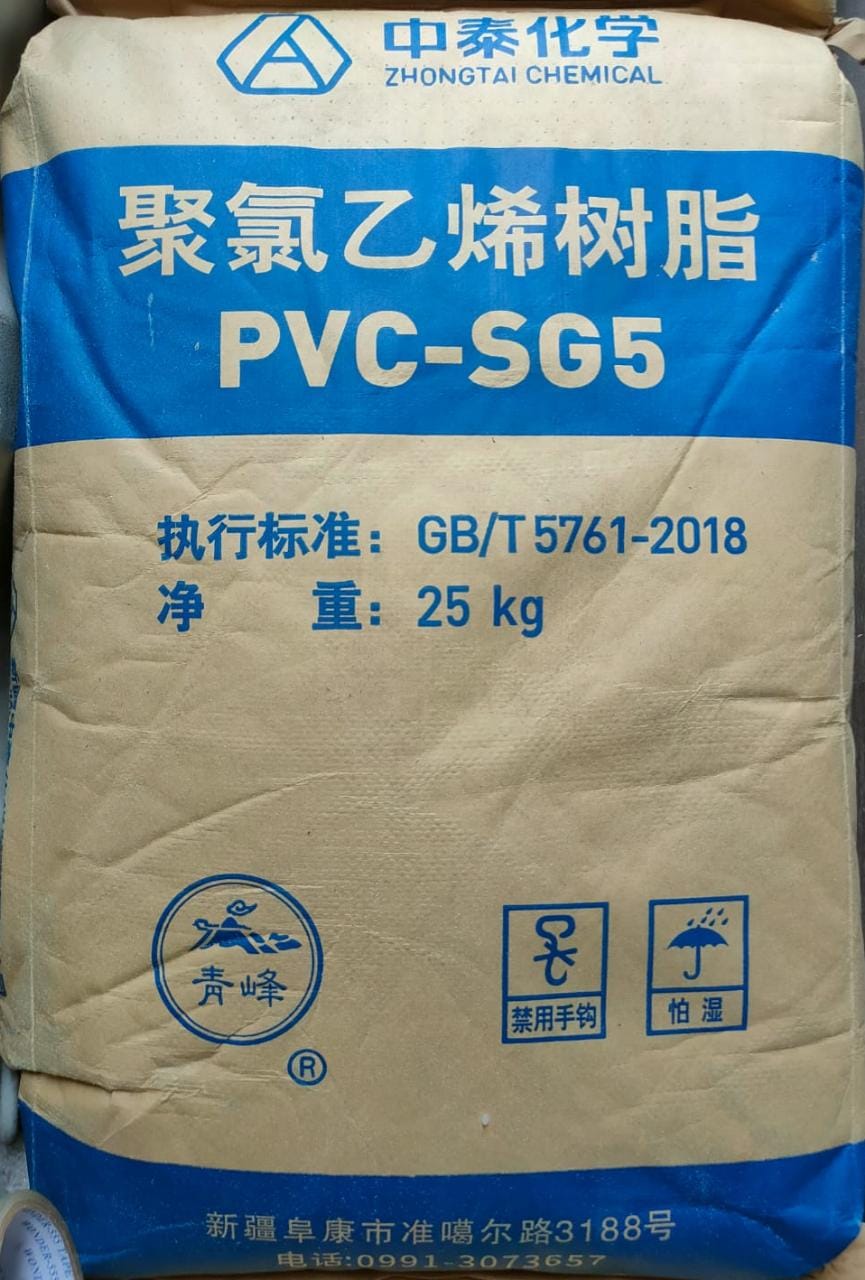 中泰化学
ZHONGTAI CHEMICAL
聚氯乙烯树脂
PVC-SG5
执行标准：GB/T 5761-2018
净 重：25 kg
青峰
®
禁用手钩
怕 湿
新疆阜康市准噶尔路3188号
电话:0991-3073657